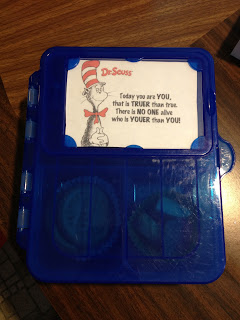 Dr. Seuss
Today you are YOU,
that is TRUER than true.
There is NO ONE alive
who is YOUER than YOU!